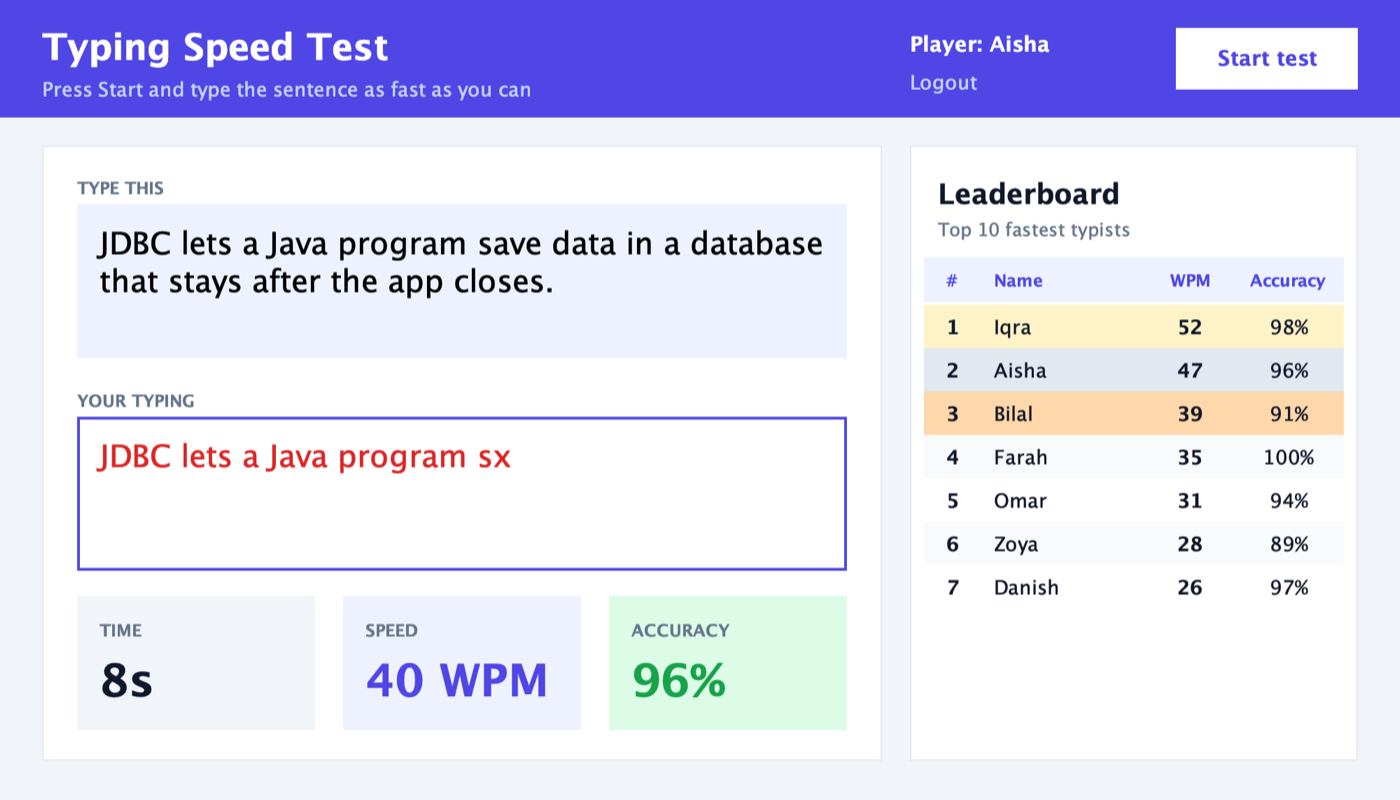 Typing Speed Test
Press Start and type the sentence as fast as you can
Player: Aisha
Logout
Start test
TYPE THIS
JDBC lets a Java program save data in a database
that stays after the app closes.
YOUR TYPING
JDBC lets a Java program sx
TIME
8s
SPEED
40 WPM
ACCURACY
96%
Leaderboard
Top 10 fastest typists
# Name WPM Accuracy
1 Iqra 52 98%
2 Aisha 47 96%
3 Bilal 39 91%
4 Farah 35 100%
5 Omar 31 94%
6 Zoya 28 89%
7 Danish 26 97%